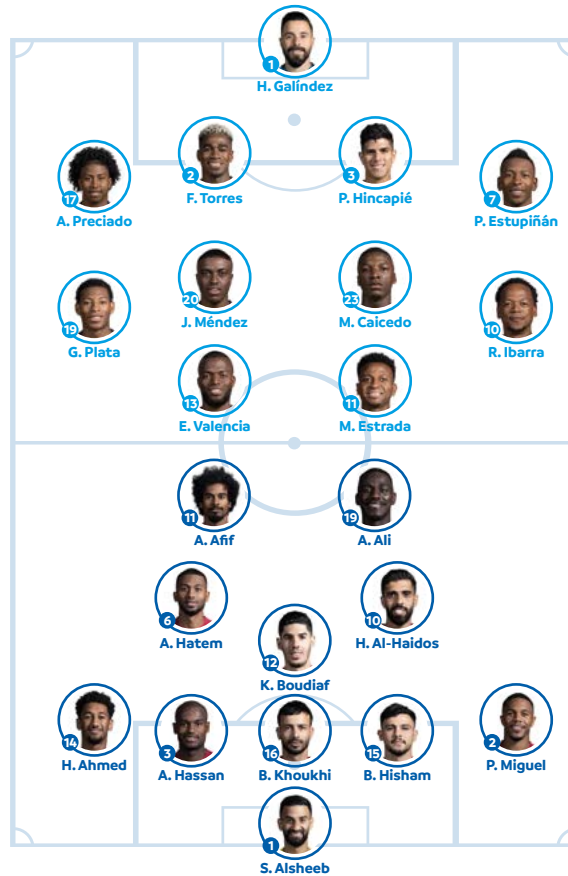 1
H. Galíndez
2
F. Torres
3
P. Hincapié
17
A. Preciado
7
P. Estupiñán
20
J. Méndez
23
M. Caicedo
19
G. Plata
10
R. Ibarra
13
E. Valencia
11
M. Estrada
11
A. Afif
19
A. Ali
6
A. Hatem
10
H. Al-Haidos
12
K. Boudiaf
14
H. Ahmed
3
A. Hassan
16
B. Khoukhi
15
B. Hisham
2
P. Miguel
1
S. Alsheeb